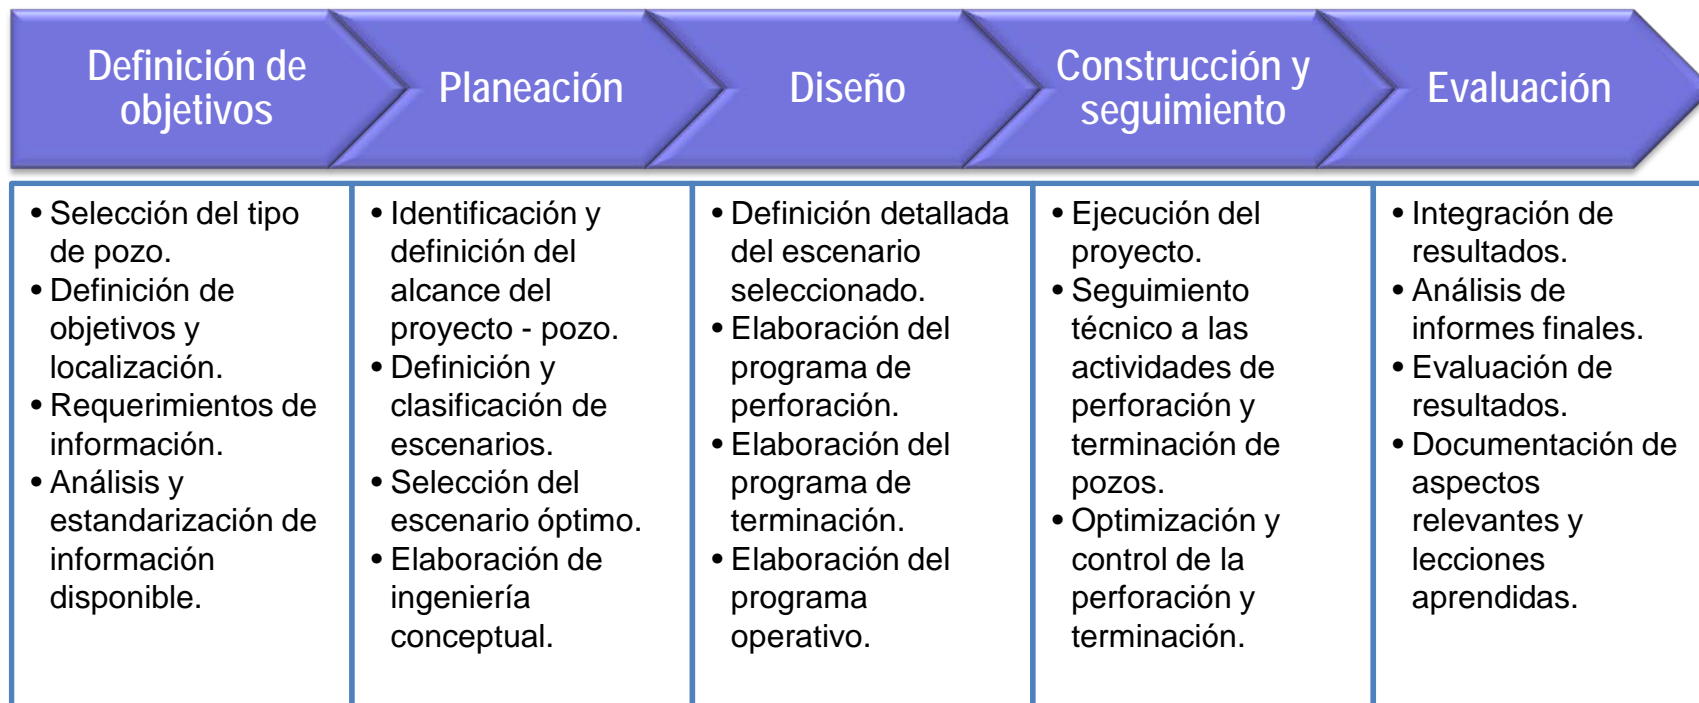 Definición de
objetivos
Planeación
Diseño
Construcción y
seguimiento
Evaluación
• Selección del tipo
de pozo.
• Definición de
objetivos y
localización.
• Requerimientos de
información.
• Análisis y
estandarización de
información
disponible.
• Identificación y
definición del
alcance del
proyecto - pozo.
• Definición y
clasificación de
escenarios.
• Selección del
escenario óptimo.
• Elaboración de
ingeniería
conceptual.
• Definición detallada
del escenario
seleccionado.
• Elaboración del
programa de
perforación.
• Elaboración del
programa de
terminación.
• Elaboración del
programa
operativo.
• Ejecución del
proyecto.
• Seguimiento
técnico a las
actividades de
perforación y
terminación de
pozos.
• Optimización y
control de la
perforación y
terminación.
• Integración de
resultados.
• Análisis de
informes finales.
• Evaluación de
resultados.
• Documentación de
aspectos
relevantes y
lecciones
aprendidas.